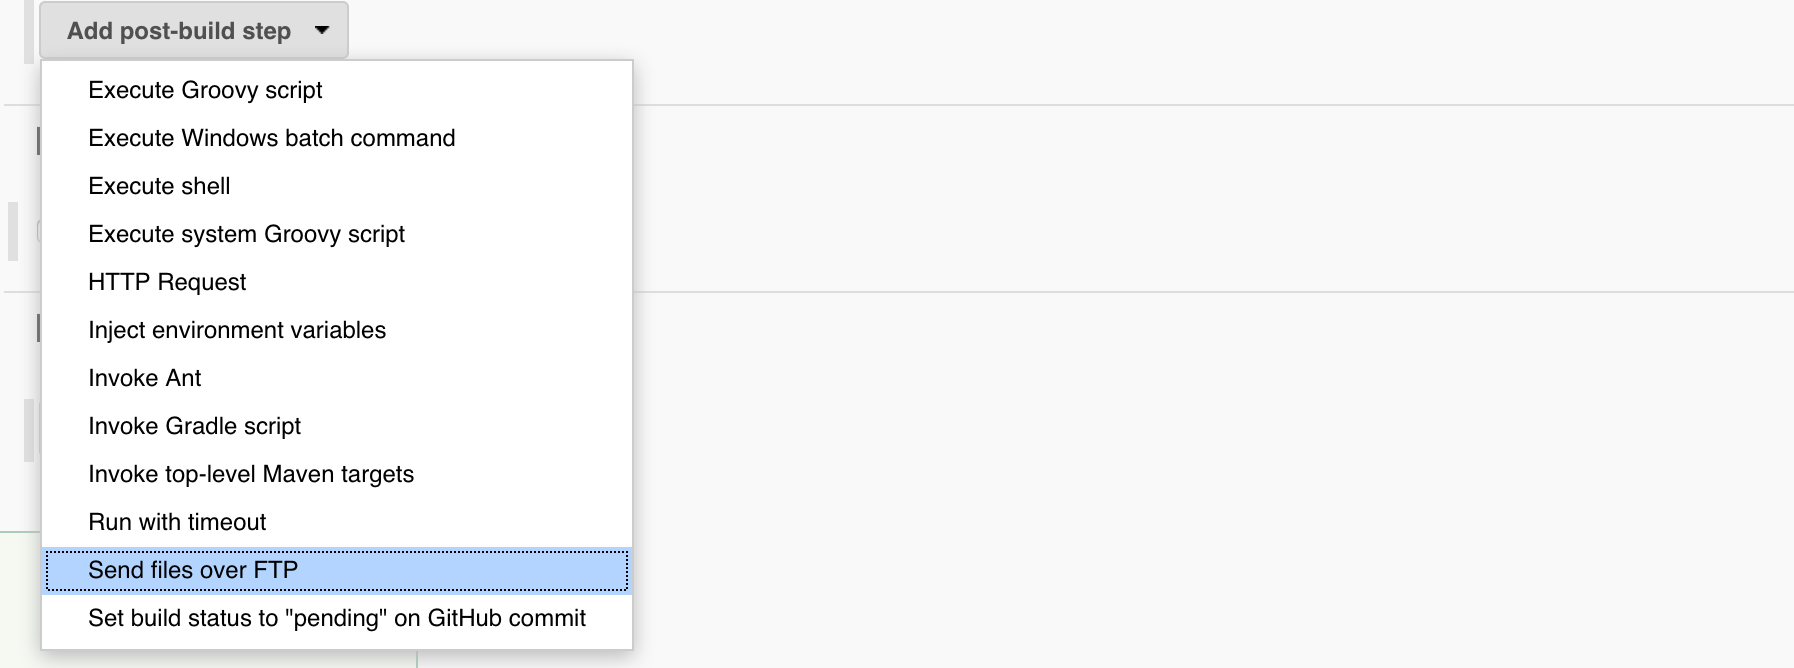 Add post-build step
Execute Groovy script
Execute Windows batch command
Execute shell
Execute system Groovy script
HTTP Request
Inject environment variables
Invoke Ant
Invoke Gradle script
Invoke top-level Maven targets
Run with timeout
Send files over FTP
Set build status to "pending" on GitHub commit